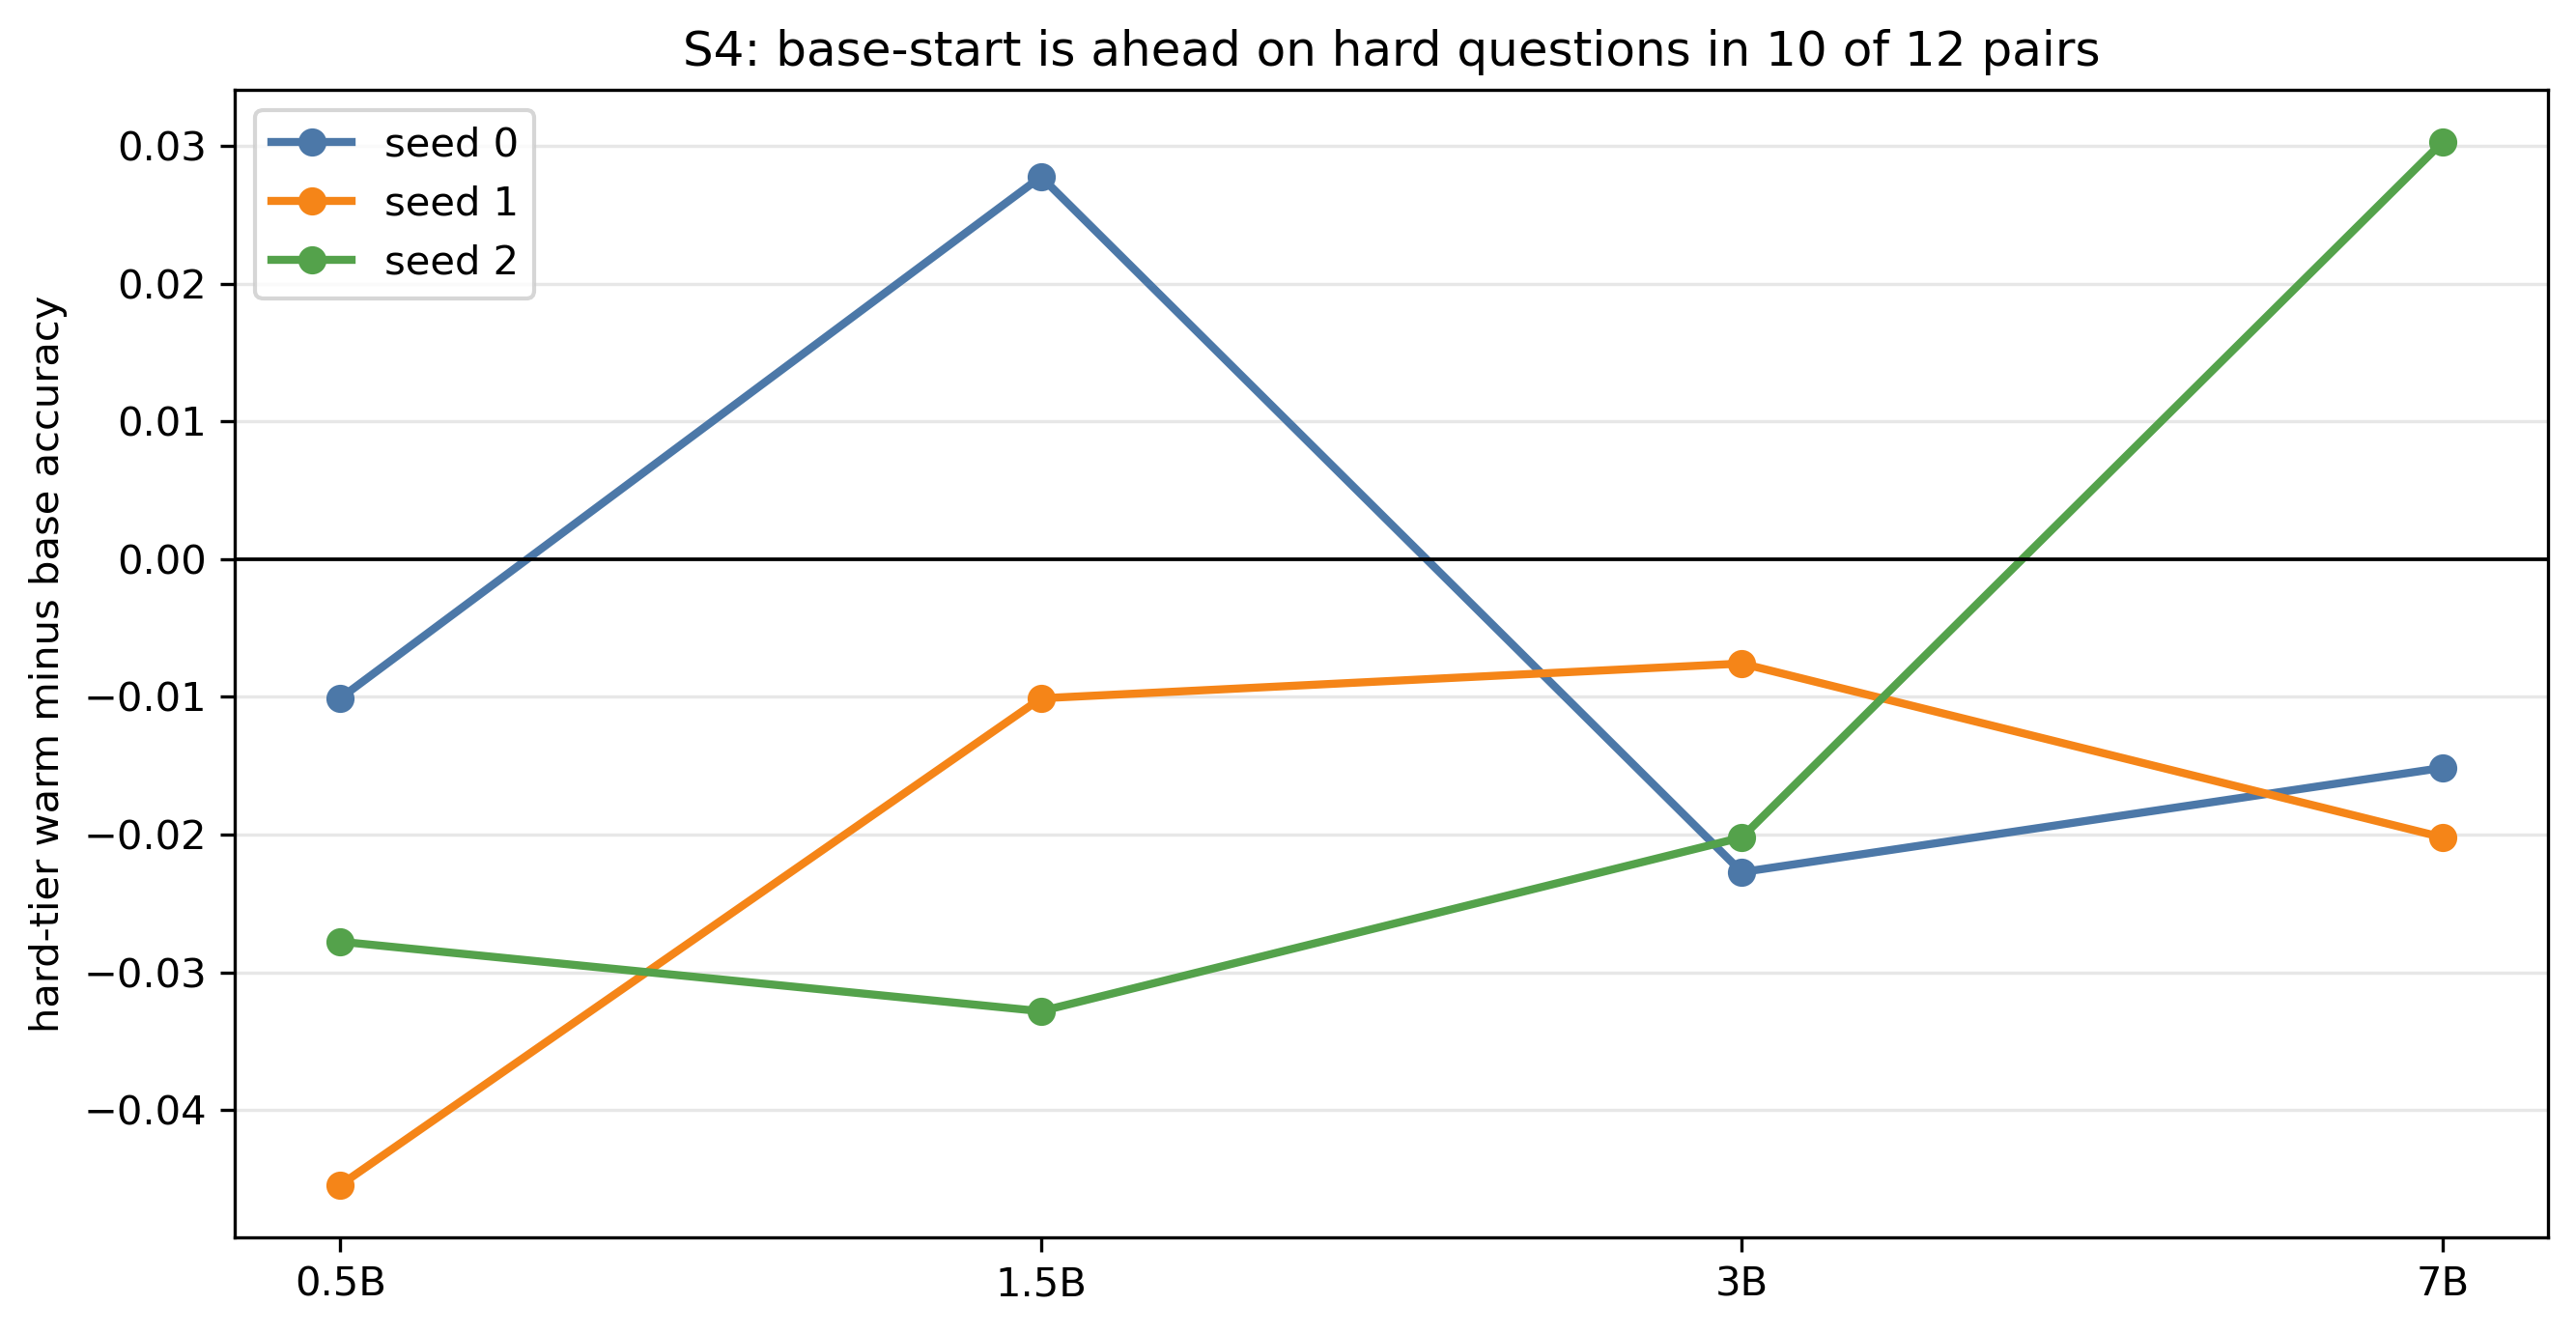 S4: base-start is ahead on hard questions in 10 of 12 pairs
seed 0
seed 1
seed 2
hard-tier warm minus base accuracy
0.03
0.02
0.01
0.00
−0.01
−0.02
−0.03
−0.04
0.5B
1.5B
3B
7B